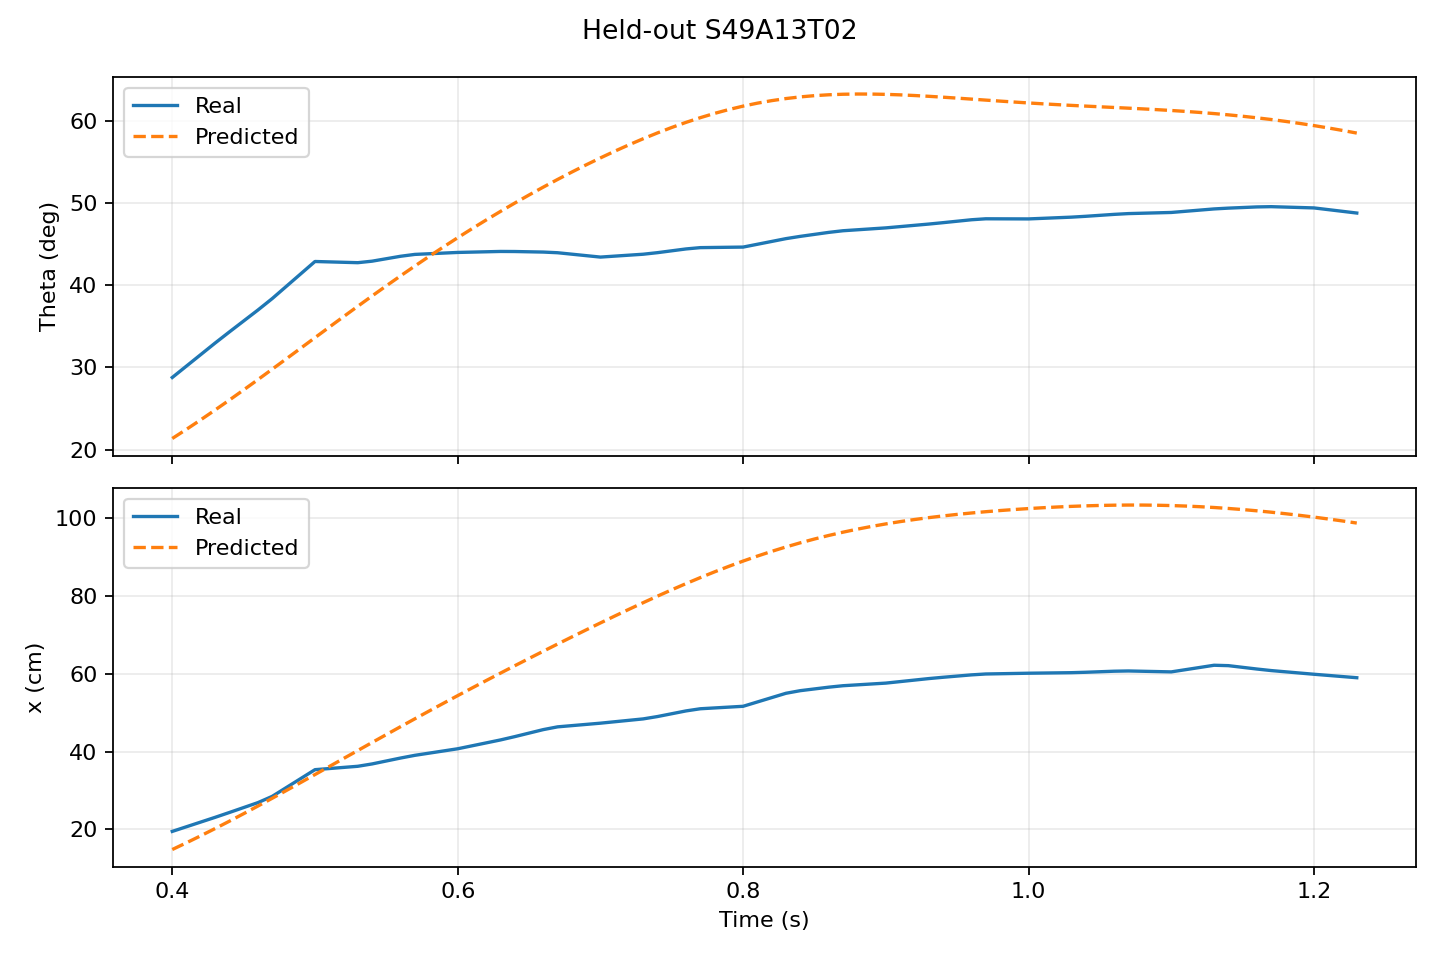 Held-out S49A13T02
Real
Predicted
60
50
40
30
20
Theta (deg)
Real
Predicted
100
80
60
40
20
x (cm)
0.4 0.6 0.8 1.0 1.2
Time (s)